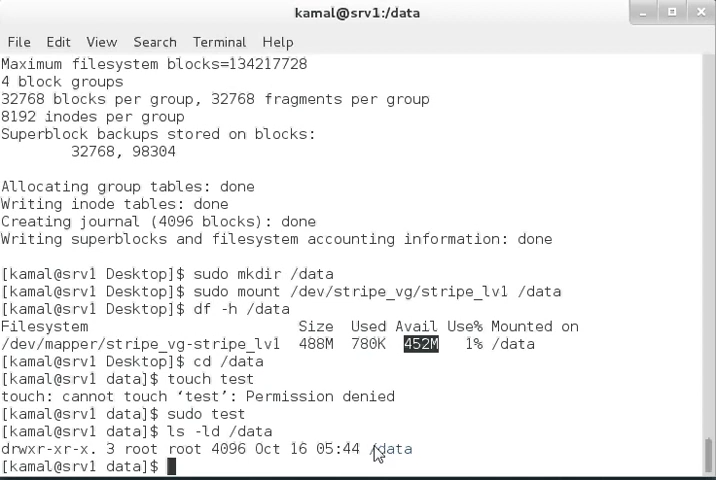 kamal@srv1:/data
File Edit View Search Terminal Help
Maximum filesystem blocks=134217728
4 block groups
32768 blocks per group, 32768 fragments per group
8192 inodes per group
Superblock backups stored on blocks:
        32768, 98304
Allocating group tables: done
Writing inode tables: done
Creating journal (4096 blocks): done
Writing superblocks and filesystem accounting information: done
[kamal@srv1 Desktop]$ sudo mkdir /data
[kamal@srv1 Desktop]$ sudo mount /dev/stripe_vg/stripe_lv1 /data
[kamal@srv1 Desktop]$ df -h /data
Filesystem                        Size  Used Avail Use% Mounted on
/dev/mapper/stripe_vg-stripe_lv1  488M  780K  452M   1% /data
[kamal@srv1 Desktop]$ cd /data
[kamal@srv1 data]$ touch test
touch: cannot touch ‘test’: Permission denied
[kamal@srv1 data]$ sudo test
[kamal@srv1 data]$ ls -ld /data
drwxr-xr-x. 3 root root 4096 Oct 16 05:44 /data
[kamal@srv1 data]$